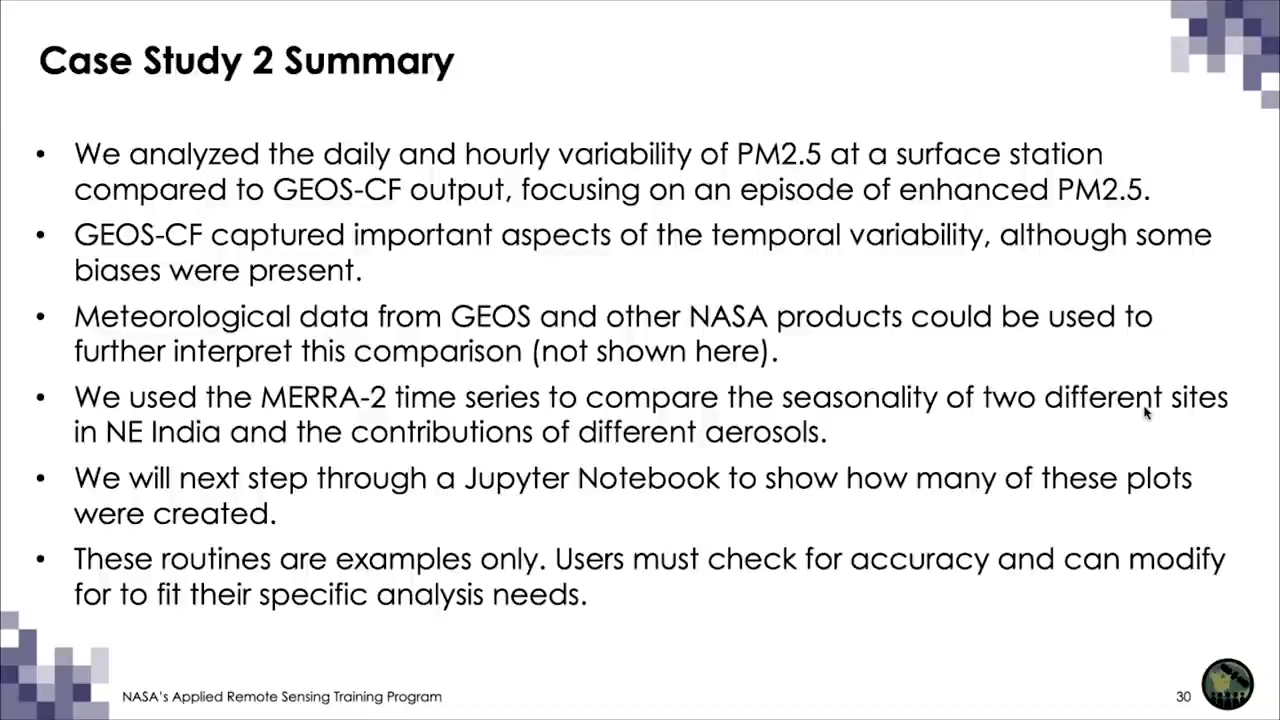 Case Study 2 Summary
• We analyzed the daily and hourly variability of PM2.5 at a surface station
compared to GEOS-CF output, focusing on an episode of enhanced PM2.5.
• GEOS-CF captured important aspects of the temporal variability, although some
biases were present.
• Meteorological data from GEOS and other NASA products could be used to
further interpret this comparison (not shown here).
• We used the MERRA-2 time series to compare the seasonality of two different sites
in NE India and the contributions of different aerosols.
• We will next step through a Jupyter Notebook to show how many of these plots
were created.
• These routines are examples only. Users must check for accuracy and can modify
for to fit their specific analysis needs.
NASA's Applied Remote Sensing Training Program
30